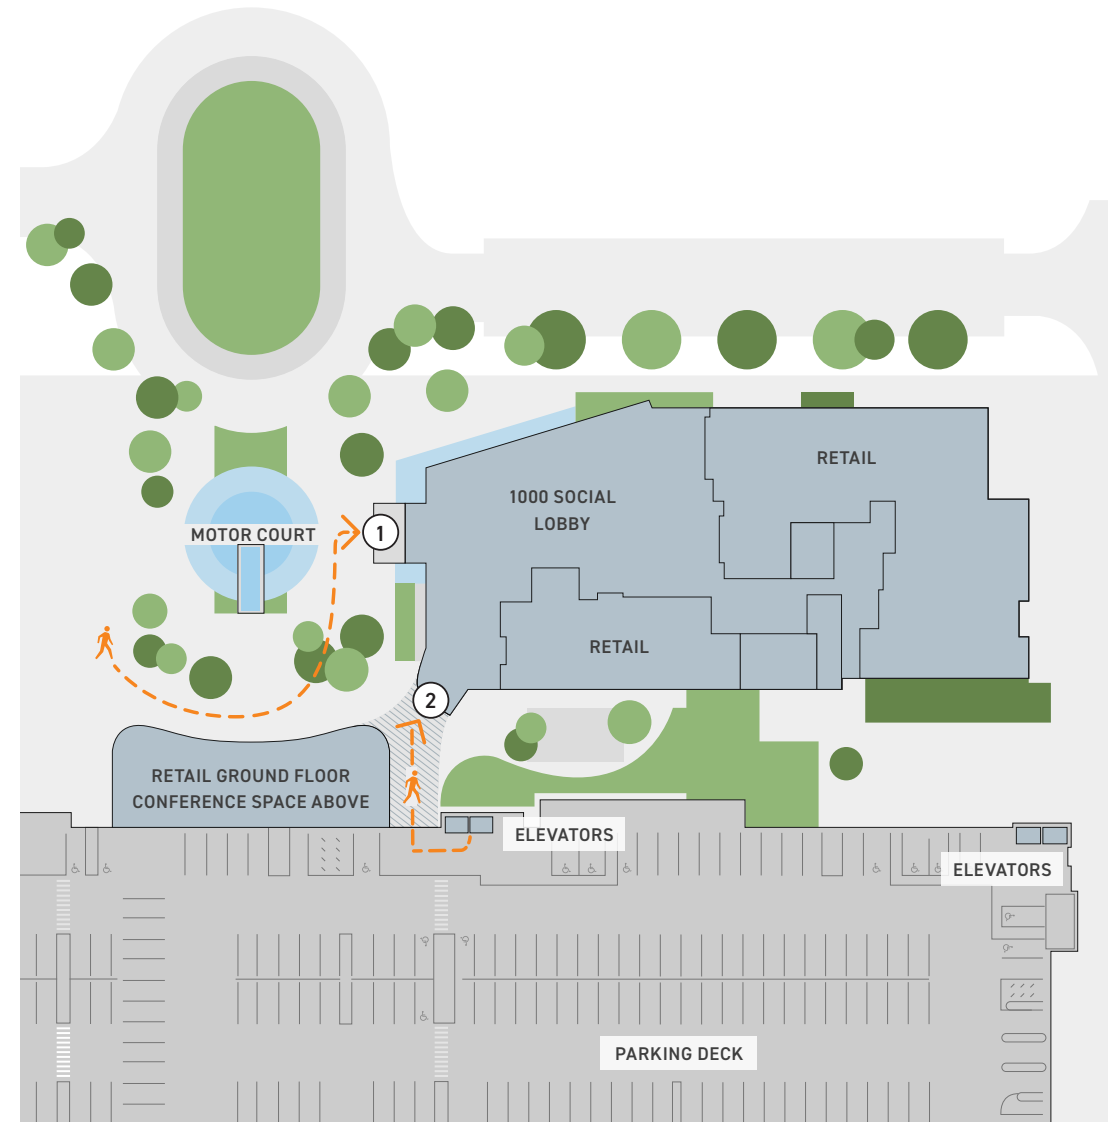 RETAIL
1000 SOCIAL
LOBBY
MOTOR COURT
1
RETAIL
2
RETAIL GROUND FLOOR
CONFERENCE SPACE ABOVE
ELEVATORS
ELEVATORS
PARKING DECK